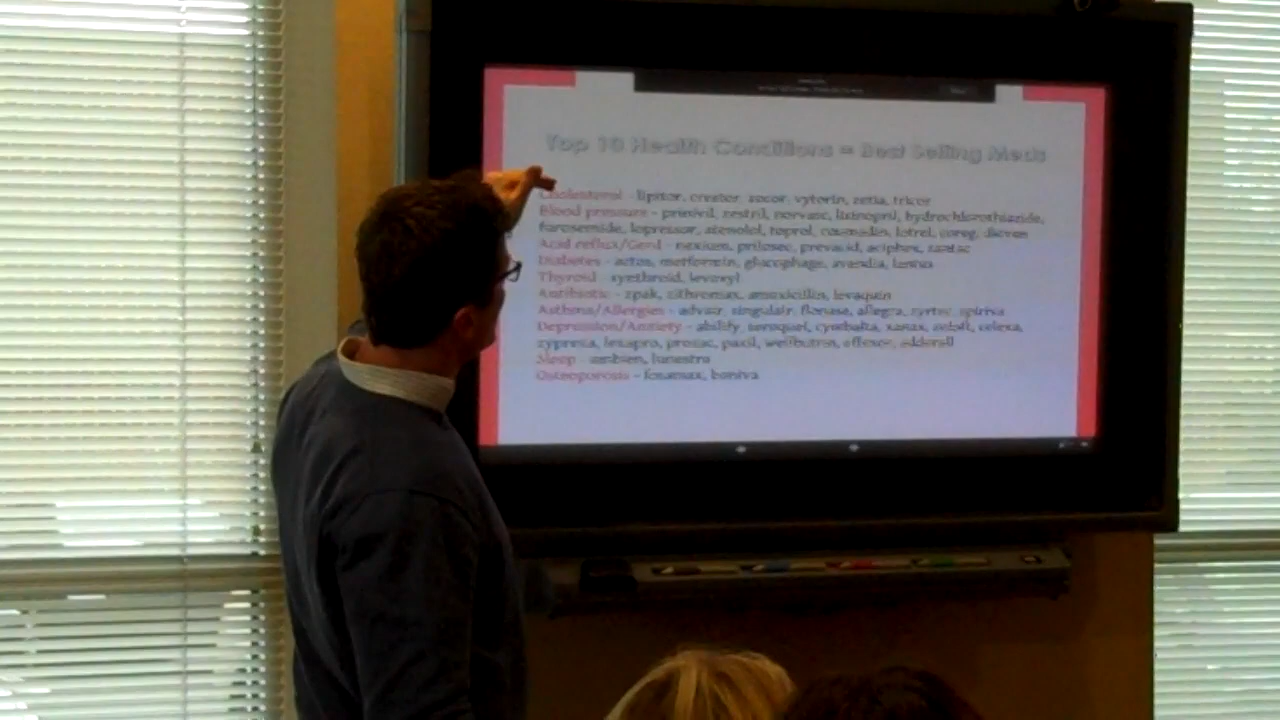 Top 10 Health Conditions = Best Selling Meds
Cholesterol - lipitor, crestor, zocor, vytorin, zetia, tricor
Blood pressure - prinivil, zestril, norvasc, lisinopril, hydrochlorothiazide,
furosemide, lopressor, atenolol, toprol, coumadin, lotrel, coreg, diovan
Acid reflux/Gerd - nexium, prilosec, prevacid, aciphex, zantac
Diabetes - actos, metformin, glucophage, avandia, lantus
Thyroid - synthroid, levoxyl
Antibiotic - zpak, zithromax, amoxicillin, levaquin
Asthma/Allergies - advair, singulair, flonase, allegra, zyrtec, spiriva
Depression/Anxiety - abilify, seroquel, cymbalta, xanax, zoloft, celexa,
zyprexa, lexapro, prozac, paxil, wellbutrin, effexor, adderall
Sleep - ambien, lunesta
Osteoporosis - fosamax, boniva